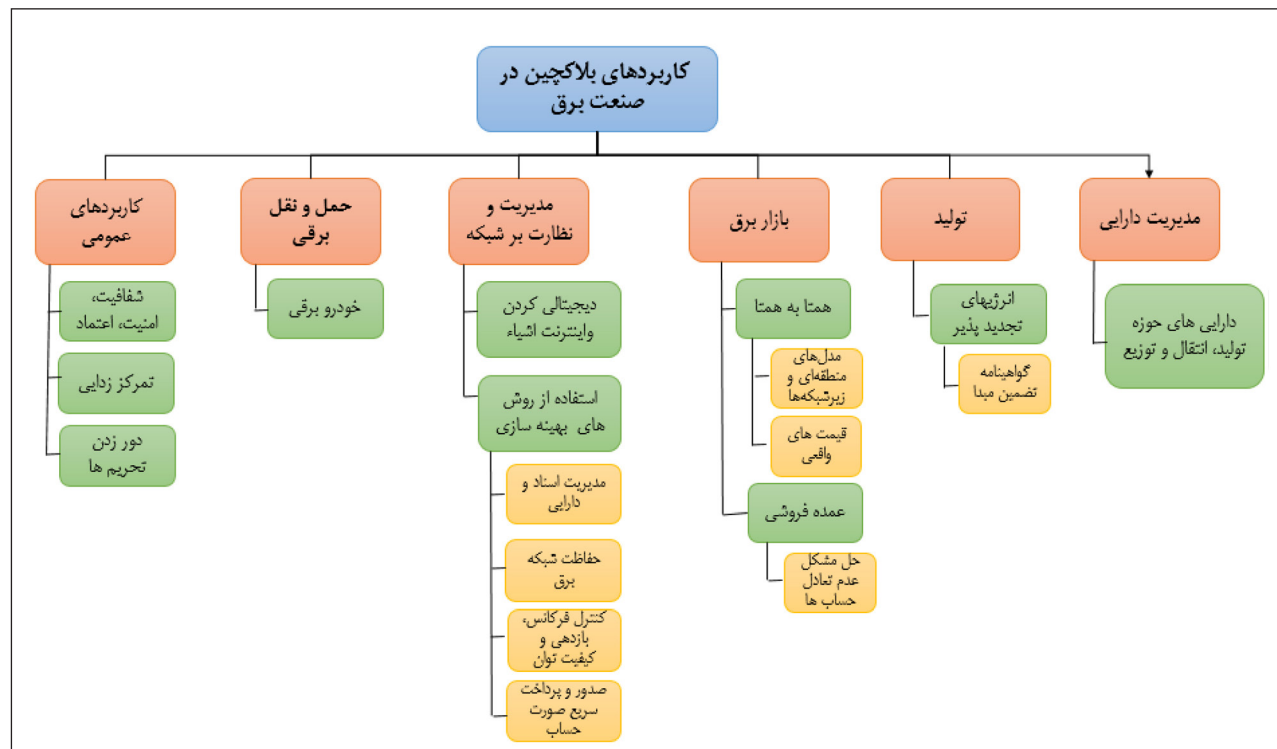 کاربردهای بلاکچین در
صنعت برق
مدیریت دارایی
دارایی های حوزه
تولید، انتقال و توزیع
تولید
انرژیهای
تجدید پذیر
گواهینامه
تضمین مبدا
بازار برق
همتا به همتا
مدل‌های
منطقه‌ای و
زیرشبکه‌ها
قیمت های
واقعی
عمده فروشی
حل مشکل
عدم تعادل
حساب ها
مدیریت و
نظارت بر شبکه
دیجیتالی کردن
واینترنت اشیاء
استفاده از روش
های بهینه سازی
مدیریت اسناد و
دارایی
حفاظت شبکه
برق
کنترل فرکانس،
بازدهی و
کیفیت توان
صدور و پرداخت
سریع صورت
حساب
حمل و نقل
برقی
خودرو برقی
کاربردهای
عمومی
شفافیت،
امنیت، اعتماد
تمرکز زدایی
دور زدن
تحریم ها